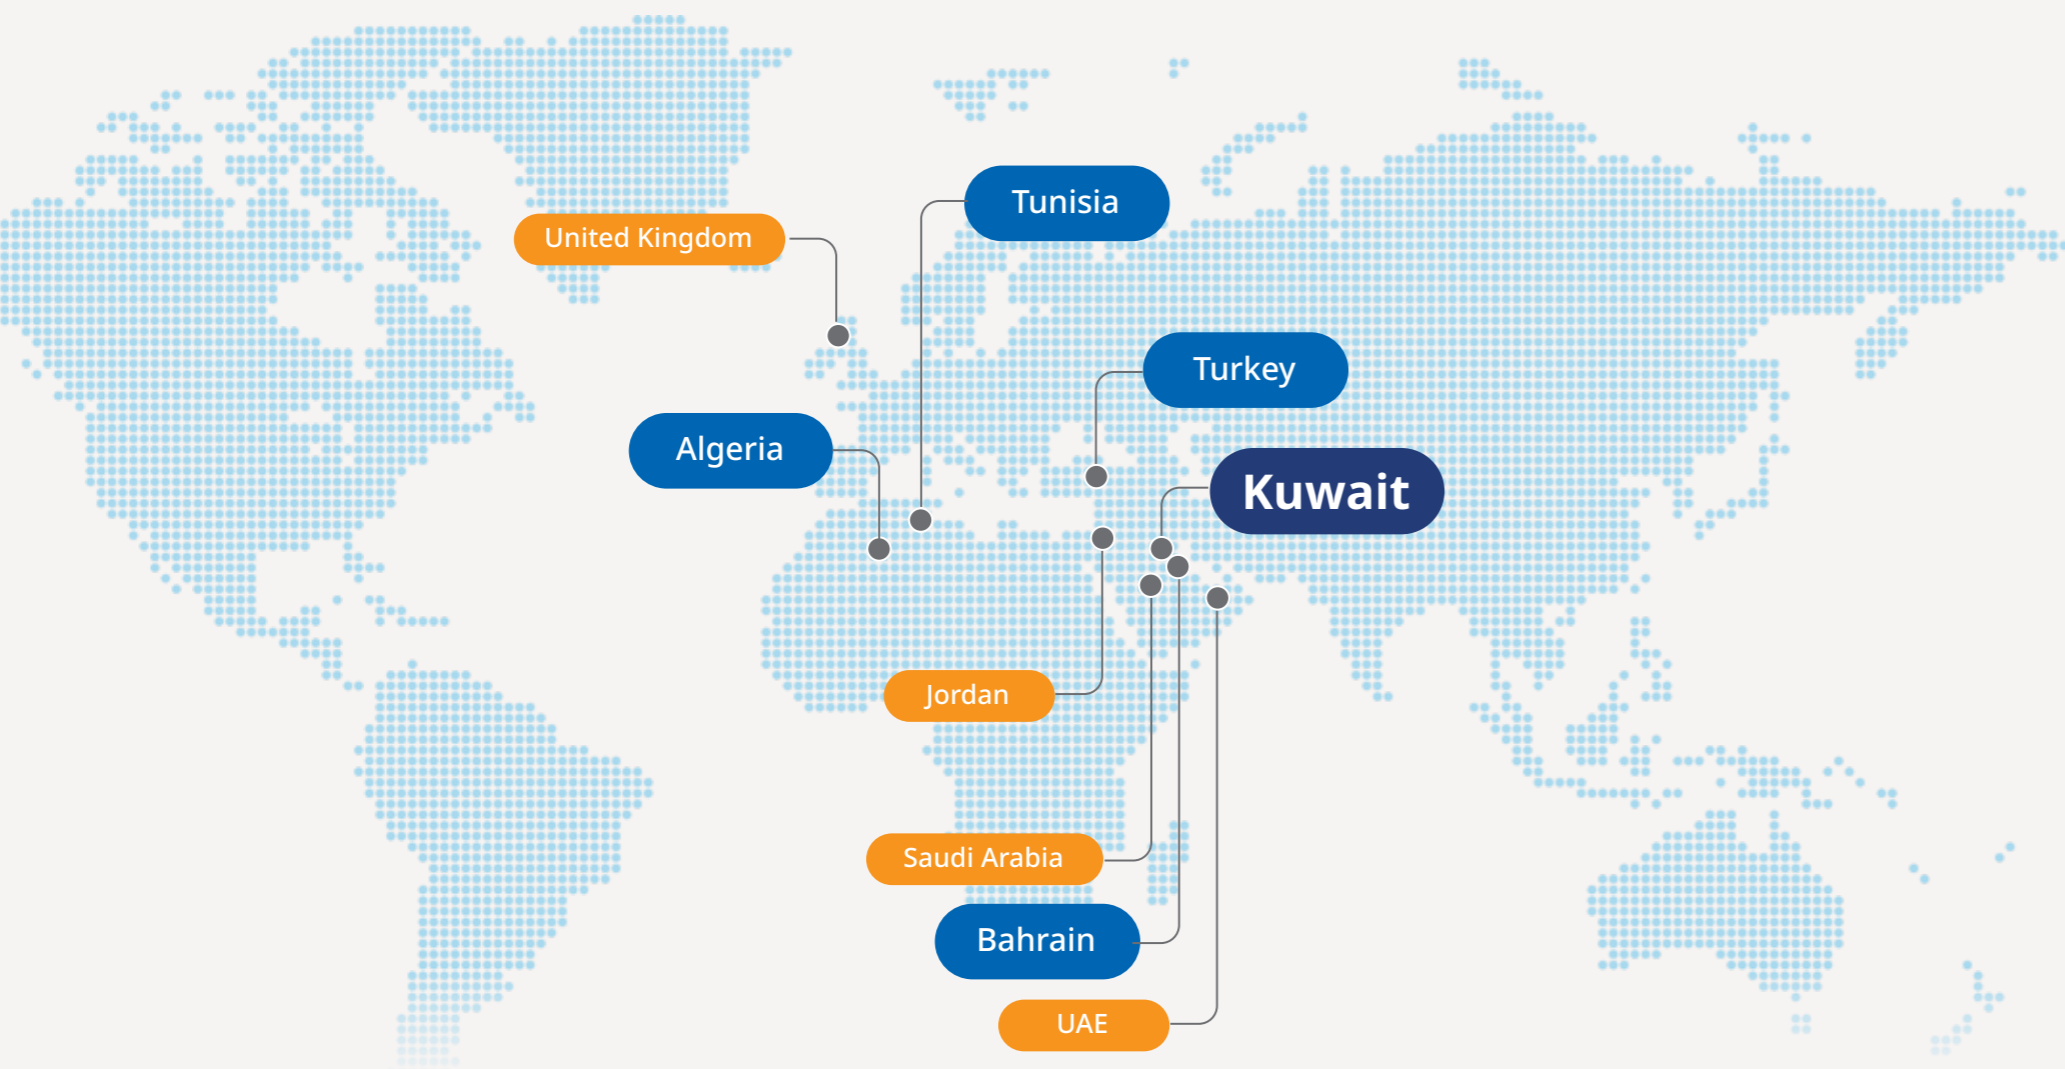 Tunisia
United Kingdom
Turkey
Algeria
Kuwait
Jordan
Saudi Arabia
Bahrain
UAE